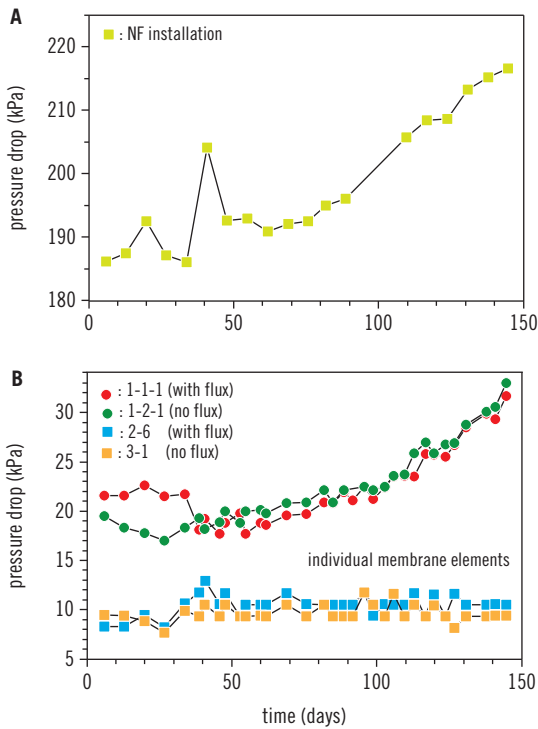 A
: NF installation
pressure drop (kPa)
220
210
200
190
180
0
50
100
150
B
: 1-1-1 (with flux)
: 1-2-1 (no flux)
: 2-6 (with flux)
: 3-1 (no flux)
pressure drop (kPa)
30
25
20
15
10
5
individual membrane elements
0
50
100
150
time (days)